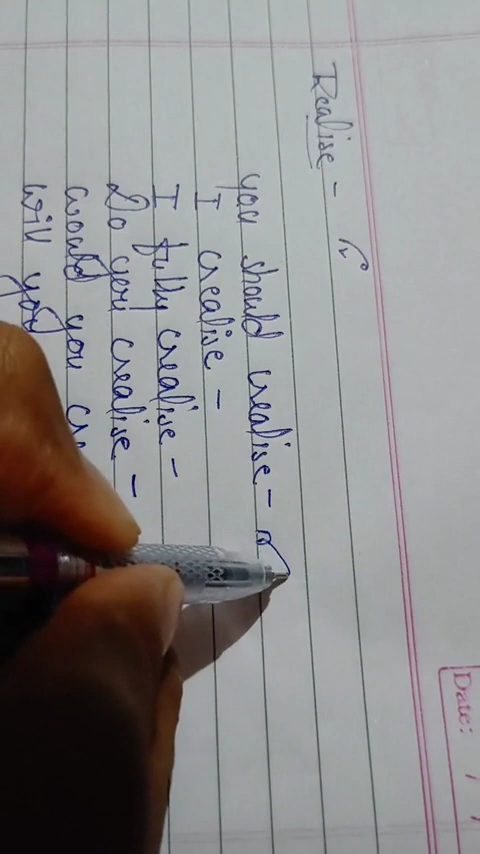 Date:
Realise -
you should realise -
I realise -
I fully realise -
Do you realise -
would you
will you